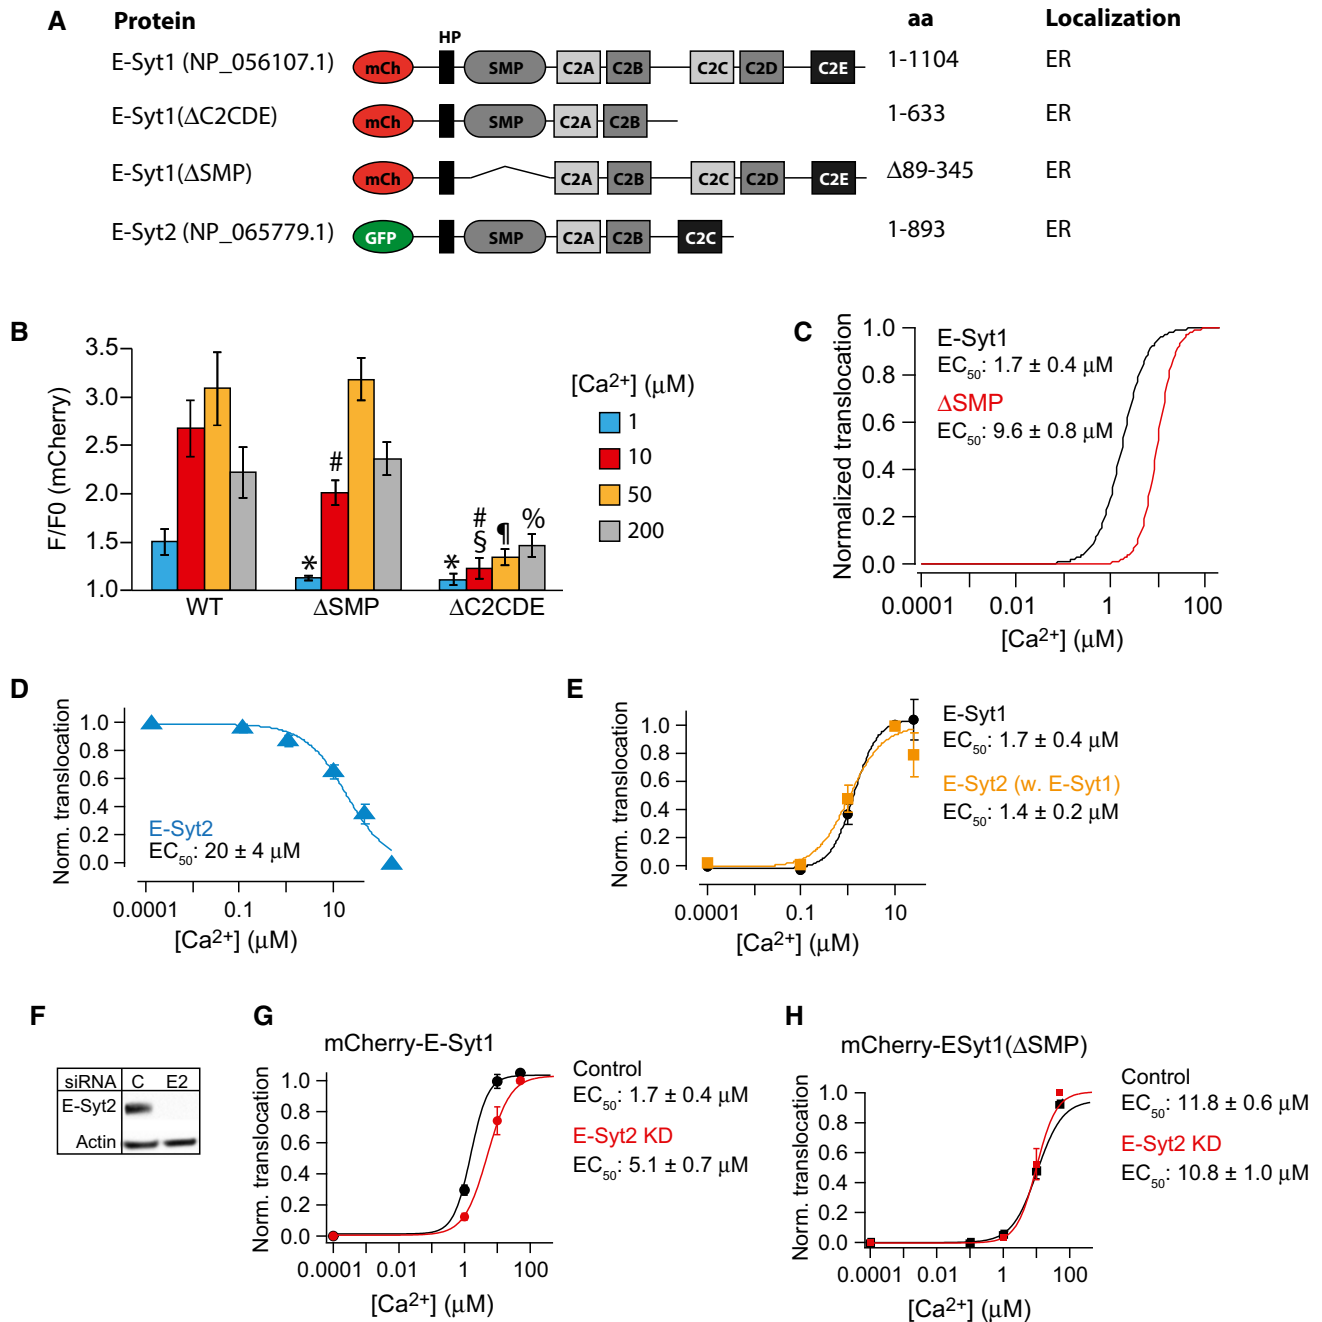 A
Protein
aa
Localization
HP
E-Syt1 (NP_056107.1)
mCh
SMP
C2A
C2B
C2C
C2D
C2E
1-1104
ER
E-Syt1(ΔC2CDE)
mCh
SMP
C2A
C2B
1-633
ER
E-Syt1(ΔSMP)
mCh
C2A
C2B
C2C
C2D
C2E
Δ89-345
ER
E-Syt2 (NP_065779.1)
GFP
SMP
C2A
C2B
C2C
1-893
ER
B
F/F0 (mCherry)
3.5
3.0
2.5
2.0
1.5
1.0
*
#
*
#
§
¶
%
WT
ΔSMP
ΔC2CDE
[Ca²⁺] (μM)
1
10
50
200
C
Normalized translocation
1.0
0.8
0.6
0.4
0.2
0.0
E-Syt1
EC₅₀: 1.7 ± 0.4 μM
ΔSMP
EC₅₀: 9.6 ± 0.8 μM
0.0001
0.01
1
100
[Ca²⁺] (μM)
D
Norm. translocation
1.0
0.8
0.6
0.4
0.2
0.0
E-Syt2
EC₅₀: 20 ± 4 μM
0.0001
0.1
10
[Ca²⁺] (μM)
E
Norm. translocation
1.0
0.8
0.6
0.4
0.2
0.0
0.0001
0.1
10
[Ca²⁺] (μM)
E-Syt1
EC₅₀: 1.7 ± 0.4 μM
E-Syt2 (w. E-Syt1)
EC₅₀: 1.4 ± 0.2 μM
F
siRNA C E2
E-Syt2
Actin
G
mCherry-E-Syt1
Norm. translocation
1.0
0.8
0.6
0.4
0.2
0.0
0.0001
0.01
1
100
[Ca²⁺] (μM)
Control
EC₅₀: 1.7 ± 0.4 μM
E-Syt2 KD
EC₅₀: 5.1 ± 0.7 μM
H
mCherry-ESyt1(ΔSMP)
Norm. translocation
1.0
0.8
0.6
0.4
0.2
0.0
0.0001
0.01
1
100
[Ca²⁺] (μM)
Control
EC₅₀: 11.8 ± 0.6 μM
E-Syt2 KD
EC₅₀: 10.8 ± 1.0 μM